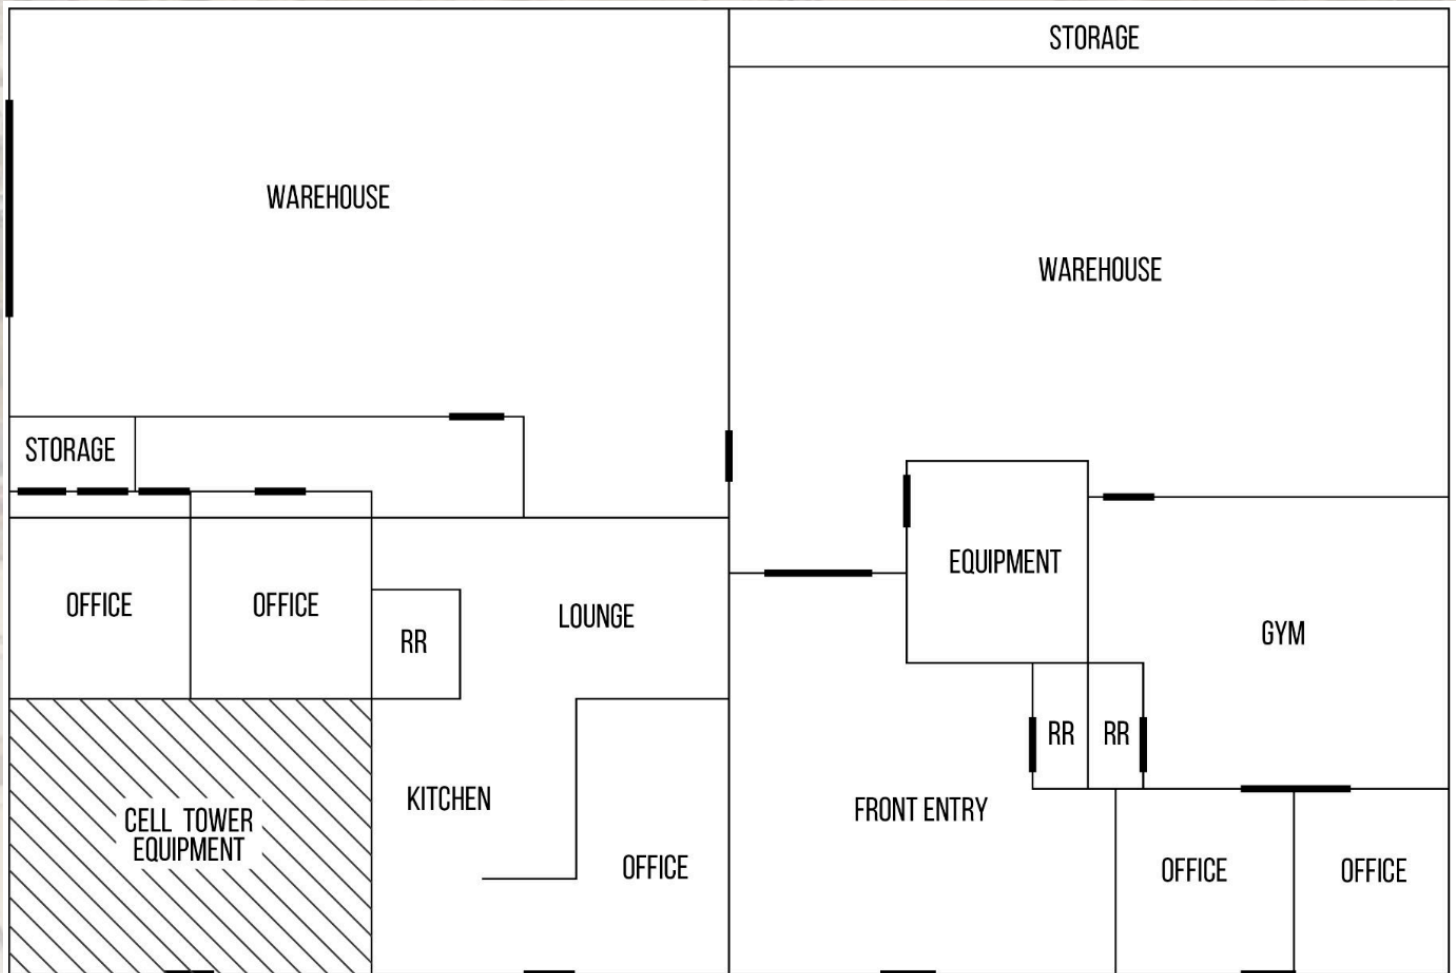 STORAGE
WAREHOUSE
WAREHOUSE
STORAGE
EQUIPMENT
OFFICE
OFFICE
RR
LOUNGE
GYM
RR
RR
KITCHEN
FRONT ENTRY
CELL TOWER
EQUIPMENT
OFFICE
OFFICE
OFFICE